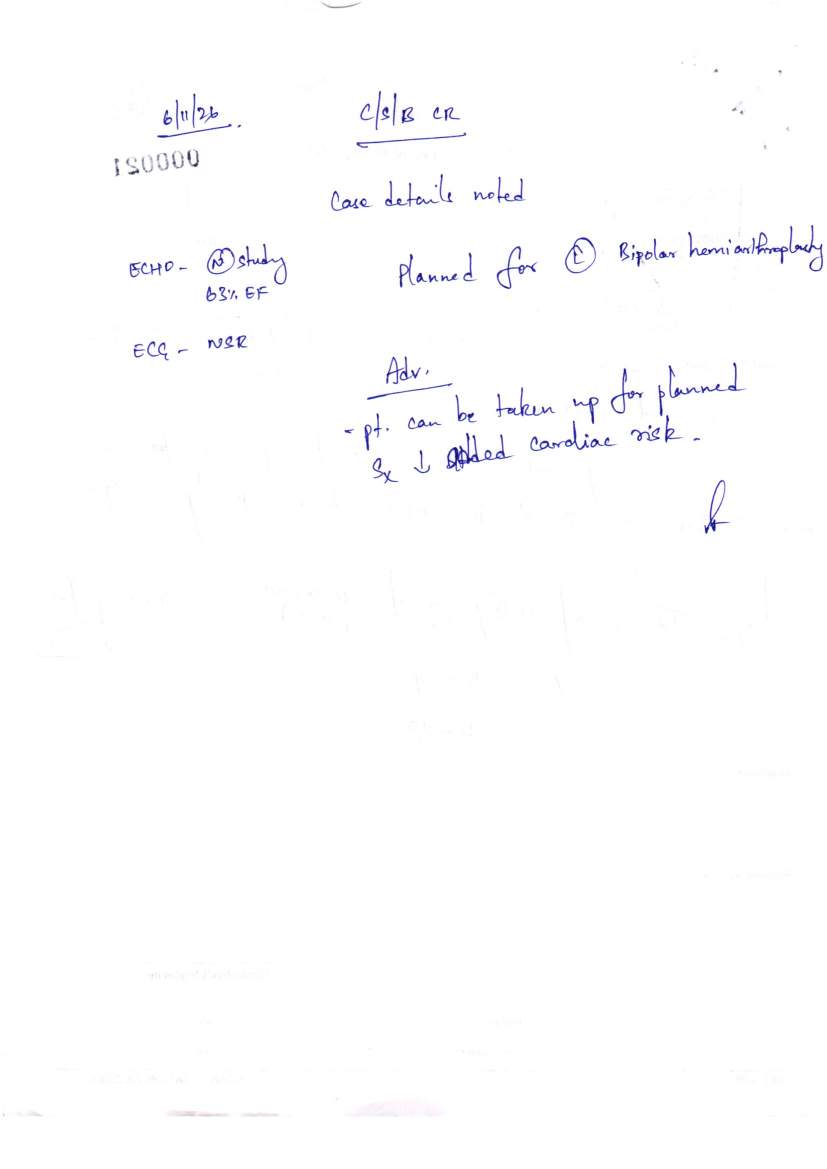 6/11/26
C/S/B CR
000021
Case details noted
ECHO - Ⓝ study
63% EF
Planned for Ⓛ Bipolar hemiarthroplasty
ECG - NSR
Adv.
- pt. can be taken up for planned
Sx ↓ added cardiac risk.